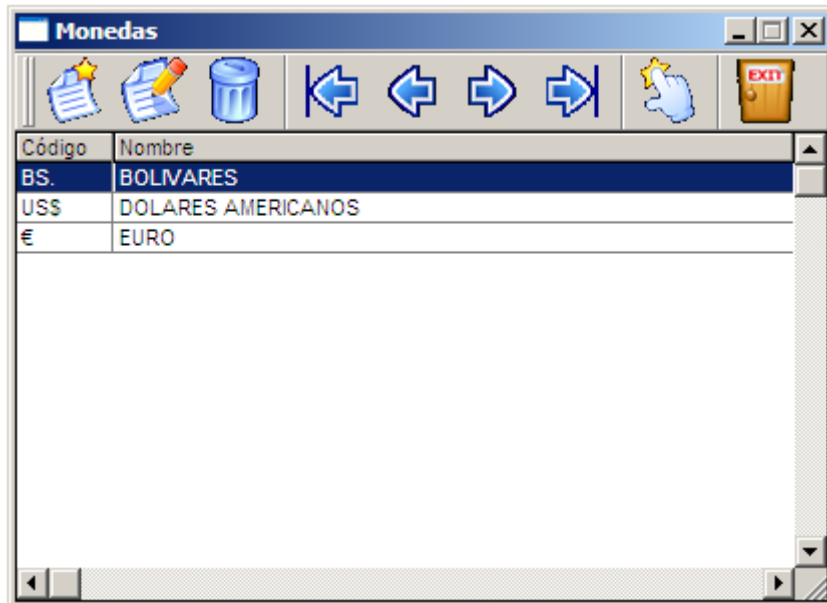 Monedas
EXIT
Código Nombre
BS. BOLIVARES
US$ DOLARES AMERICANOS
€ EURO